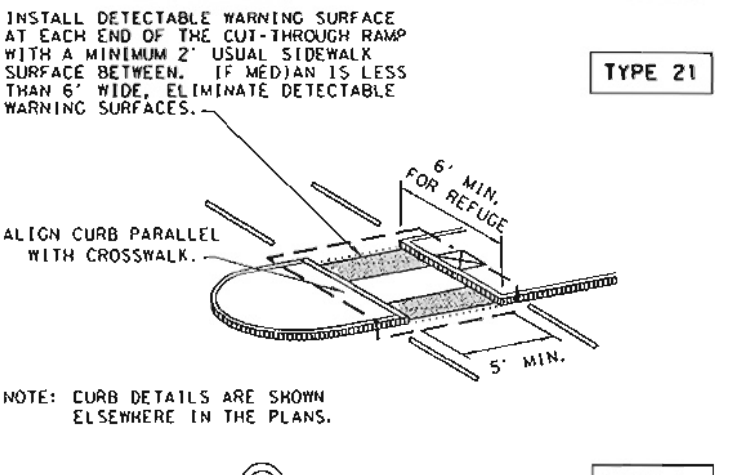 INSTALL DETECTABLE WARNING SURFACE
AT EACH END OF THE CUT-THROUGH RAMP
WITH A MINIMUM 2' USUAL SIDEWALK
SURFACE BETWEEN. IF MEDIAN IS LESS
THAN 6' WIDE, ELIMINATE DETECTABLE
WARNING SURFACES.
TYPE 21
6' MIN.
FOR REFUGE
ALIGN CURB PARALLEL
WITH CROSSWALK.
5' MIN.
NOTE: CURB DETAILS ARE SHOWN
ELSEWHERE IN THE PLANS.